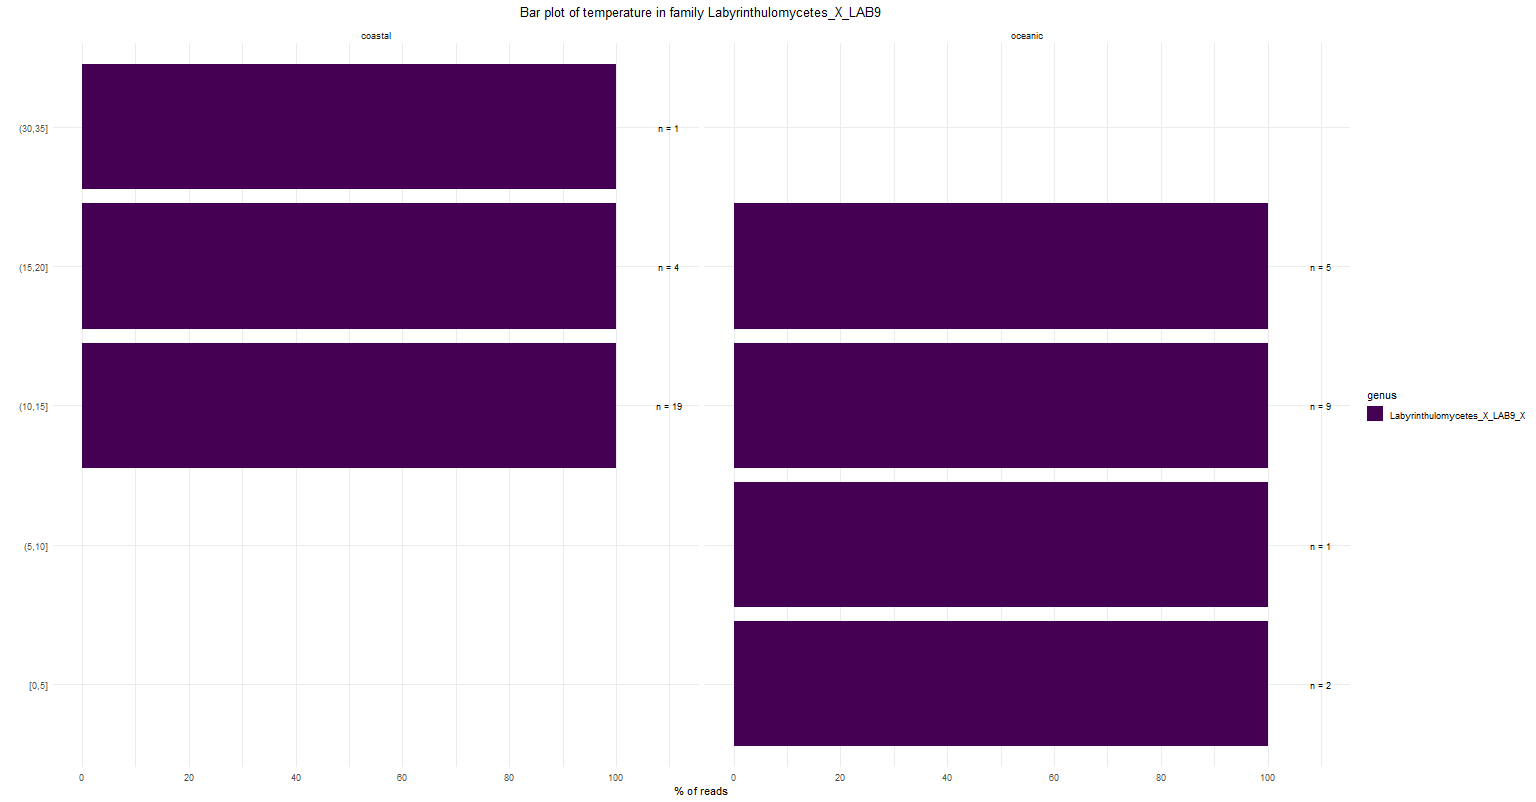 Bar plot of temperature in family Labyrinthulomycetes_X_LAB9
coastal
oceanic
(30,35]
n = 1
(15,20]
n = 4
n = 5
(10,15]
n = 19
n = 9
genus
Labyrinthulomycetes_X_LAB9_X
(5,10]
n = 1
[0,5]
n = 2
0 20 40 60 80 100
0 20 40 60 80 100
% of reads